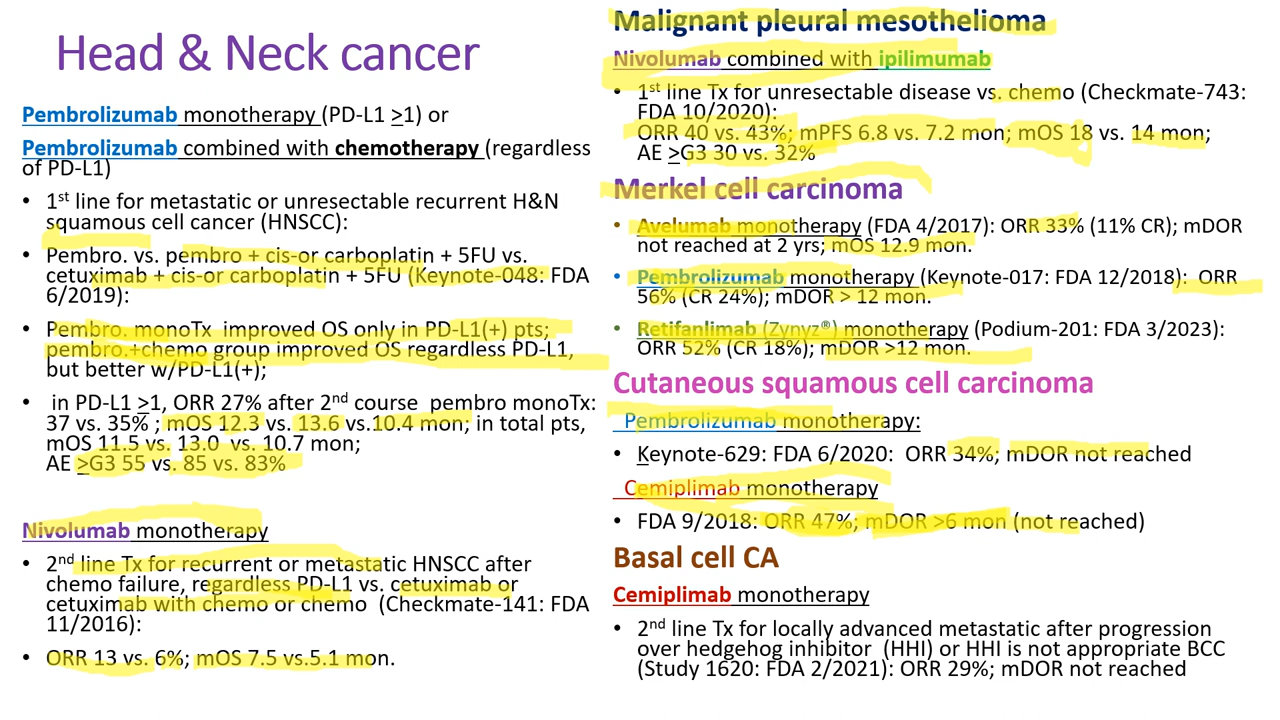 Head & Neck cancer
Pembrolizumab monotherapy (PD-L1 >1) or
Pembrolizumab combined with chemotherapy (regardless
of PD-L1)
• 1st line for metastatic or unresectable recurrent H&N
squamous cell cancer (HNSCC):
• Pembro. vs. pembro + cis-or carboplatin + 5FU vs.
cetuximab + cis-or carboplatin + 5FU (Keynote-048: FDA
6/2019):
• Pembro. monoTx improved OS only in PD-L1(+) pts;
pembro.+chemo group improved OS regardless PD-L1,
but better w/PD-L1(+);
• in PD-L1 >1, ORR 27% after 2nd course pembro monoTx:
37 vs. 35% ; mOS 12.3 vs. 13.6 vs.10.4 mon; in total pts,
mOS 11.5 vs. 13.0 vs. 10.7 mon;
AE >G3 55 vs. 85 vs. 83%
Nivolumab monotherapy
• 2nd line Tx for recurrent or metastatic HNSCC after
chemo failure, regardless PD-L1 vs. cetuximab or
cetuximab with chemo or chemo (Checkmate-141: FDA
11/2016):
• ORR 13 vs. 6%; mOS 7.5 vs.5.1 mon.
Malignant pleural mesothelioma
Nivolumab combined with ipilimumab
• 1st line Tx for unresectable disease vs. chemo (Checkmate-743:
FDA 10/2020):
ORR 40 vs. 43%; mPFS 6.8 vs. 7.2 mon; mOS 18 vs. 14 mon;
AE >G3 30 vs. 32%
Merkel cell carcinoma
• Avelumab monotherapy (FDA 4/2017): ORR 33% (11% CR); mDOR
not reached at 2 yrs; mOS 12.9 mon.
• Pembrolizumab monotherapy (Keynote-017: FDA 12/2018): ORR
56% (CR 24%); mDOR > 12 mon.
• Retifanlimab (Zynyz®) monotherapy (Podium-201: FDA 3/2023):
ORR 52% (CR 18%); mDOR >12 mon.
Cutaneous squamous cell carcinoma
Pembrolizumab monotherapy:
• Keynote-629: FDA 6/2020: ORR 34%; mDOR not reached
Cemiplimab monotherapy
• FDA 9/2018: ORR 47%; mDOR >6 mon (not reached)
Basal cell CA
Cemiplimab monotherapy
• 2nd line Tx for locally advanced metastatic after progression
over hedgehog inhibitor (HHI) or HHI is not appropriate BCC
(Study 1620: FDA 2/2021): ORR 29%; mDOR not reached